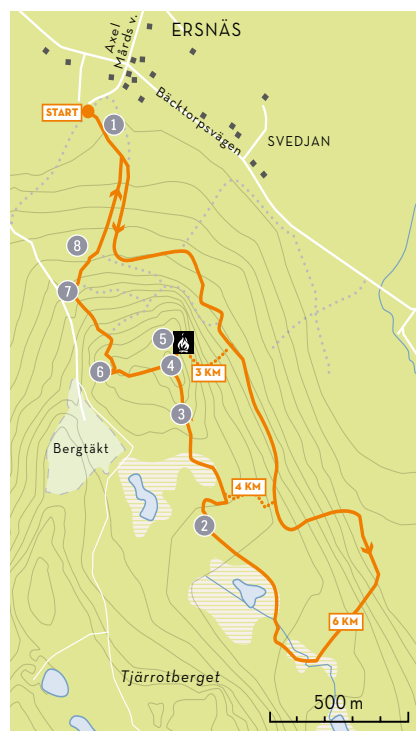 ERSNÄS
Axel
Mårds v.
START
1
Bäcktorpsvägen
SVEDJAN
8
7
5
4
3 KM
6
3
Bergtäkt
4 KM
2
6 KM
Tjärrotberget
500 m